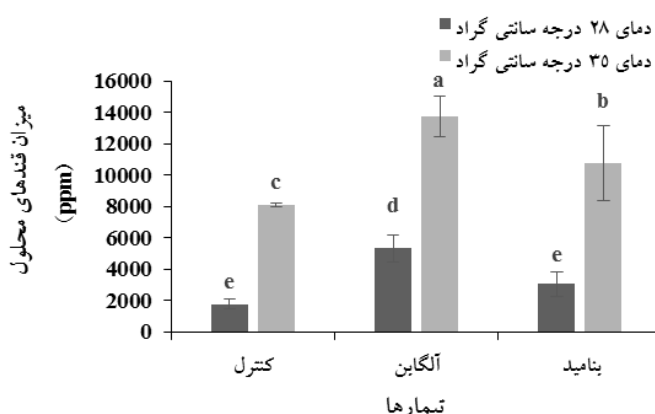 دمای ۲۸ درجه سانتی گراد
دمای ۳۵ درجه سانتی گراد
میزان قندهای محلول
(ppm)
16000
14000
12000
10000
8000
6000
4000
2000
0
e
c
d
a
e
b
کنترل
آلگابن
بنامید
تیمارها